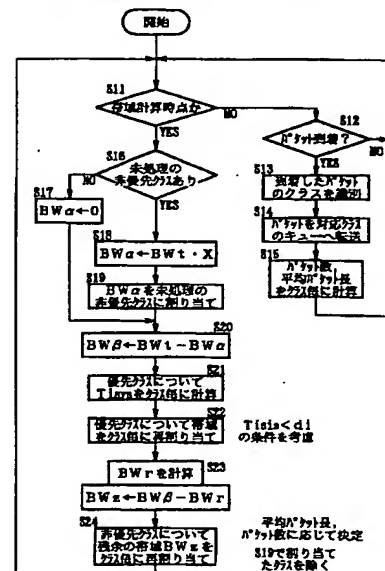 開始
S11
帯域計算時点か
NO
YES
S12
パケット到着?
NO
YES
S13
到着したパケット
のクラスを識別
S14
パケットを対応クラス
のキューへ転送
S15
パケット数,
平均パケット長
をクラス毎に計算
S16
未処理の
非優先クラスあり
NO
YES
S17
BWα←0
S18
BWα←BWt・X
S19
BWαを未処理の
非優先クラスに割り当て
S20
BWβ←BWt-BWα
S21
優先クラスについて
をクラス毎に計算
S22
優先クラスについて帯域
をクラス毎に再割り当て
Tisis<di
の条件を考慮
S23
BWrを計算
BWz←BWβ-BWr
S24
非優先クラスについて
残余の帯域BWzを
クラス毎に再割り当て
平均パケット長,
パケット数に応じて決定
S19で割り当て
たクラスを除く